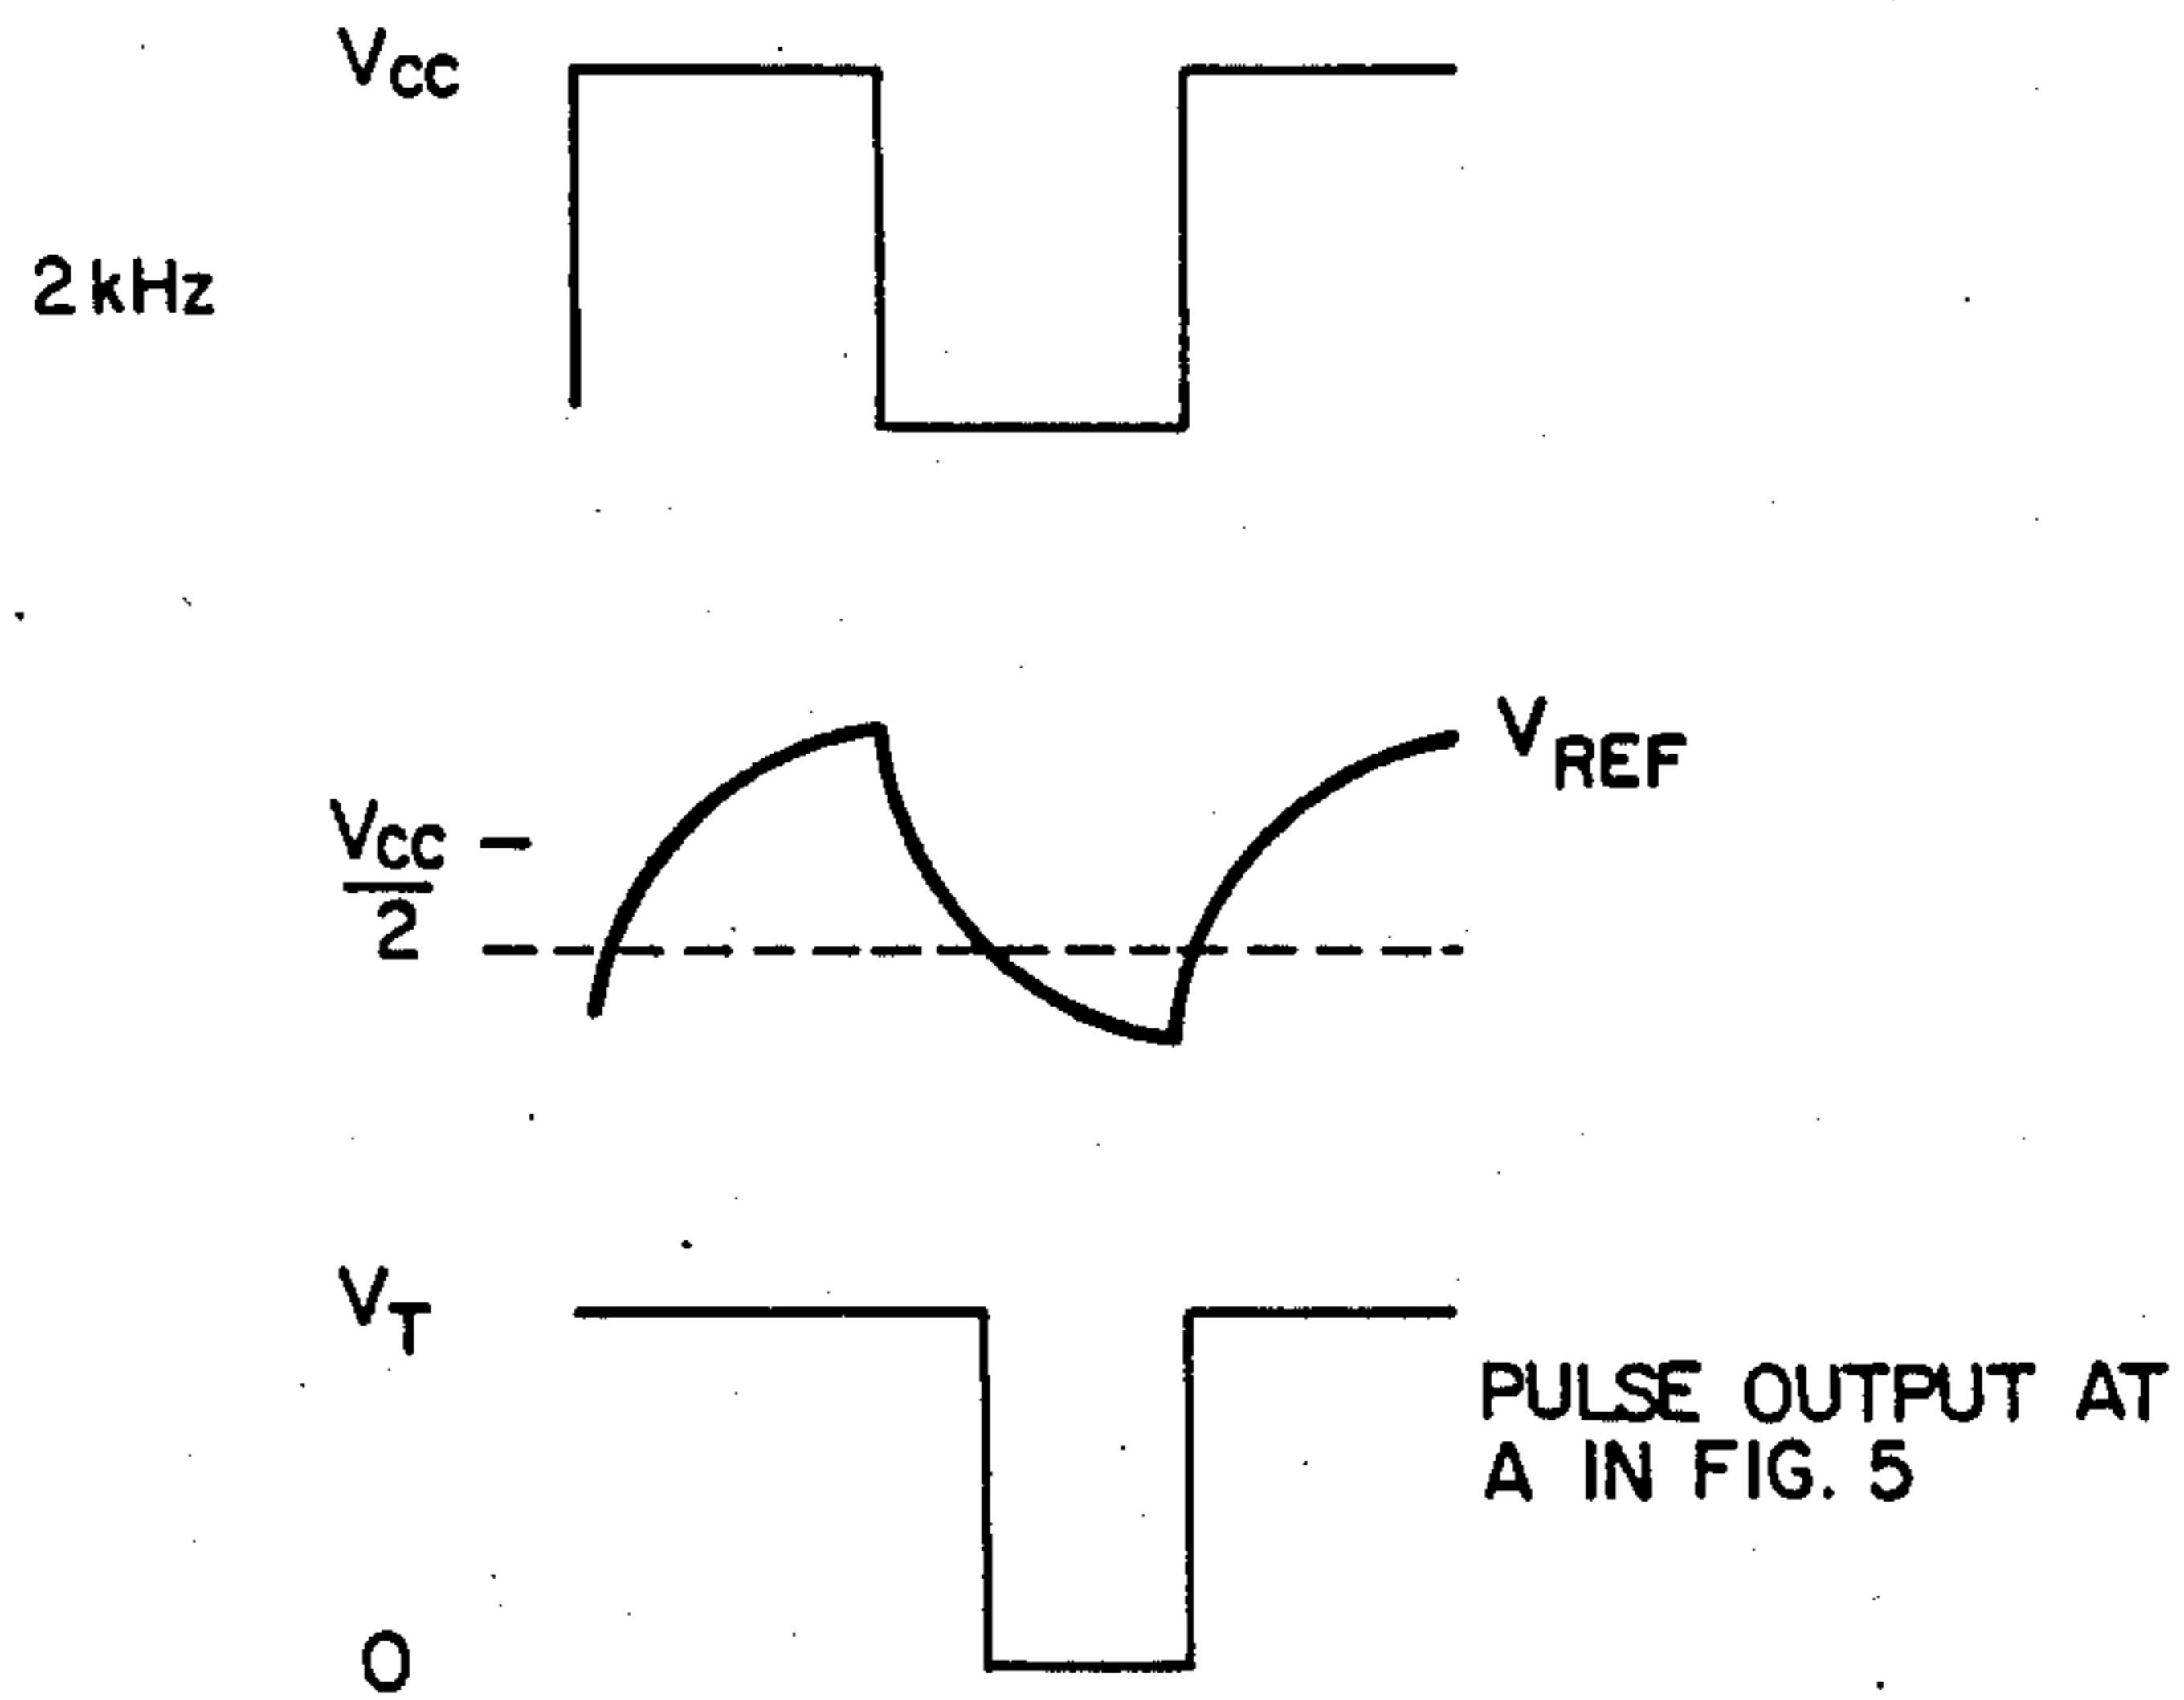 VCC
2 kHz
VREF
VCC
2
VT
PULSE OUTPUT AT
A IN FIG. 5
0